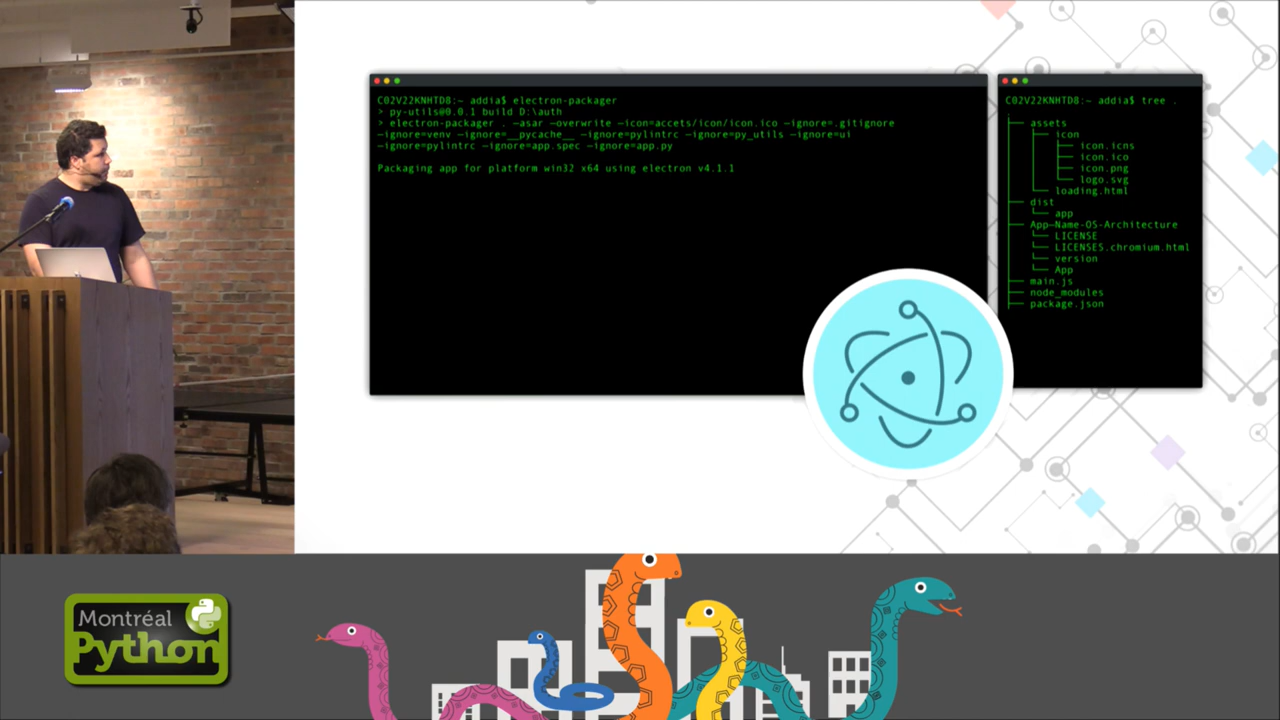 C02V22KNHTD8:~ addia$ electron-packager
> py-utils@0.0.1 build D:\auth
> electron-packager . —asar —overwrite —icon=accets/icon/icon.ico —ignore=.gitignore
—ignore=venv —ignore=__pycache__ —ignore=pylintrc —ignore=py_utils —ignore=ui
—ignore=pylintrc —ignore=app.spec —ignore=app.py
Packaging app for platform win32 x64 using electron v4.1.1
C02V22KNHTD8:~ addia$ tree .
assets
icon
icon.icns
icon.ico
icon.png
logo.svg
loading.html
dist
app
App-Name-OS-Architecture
LICENSE
LICENSES.chromium.html
version
App
main.js
node_modules
package.json
Montréal
Python